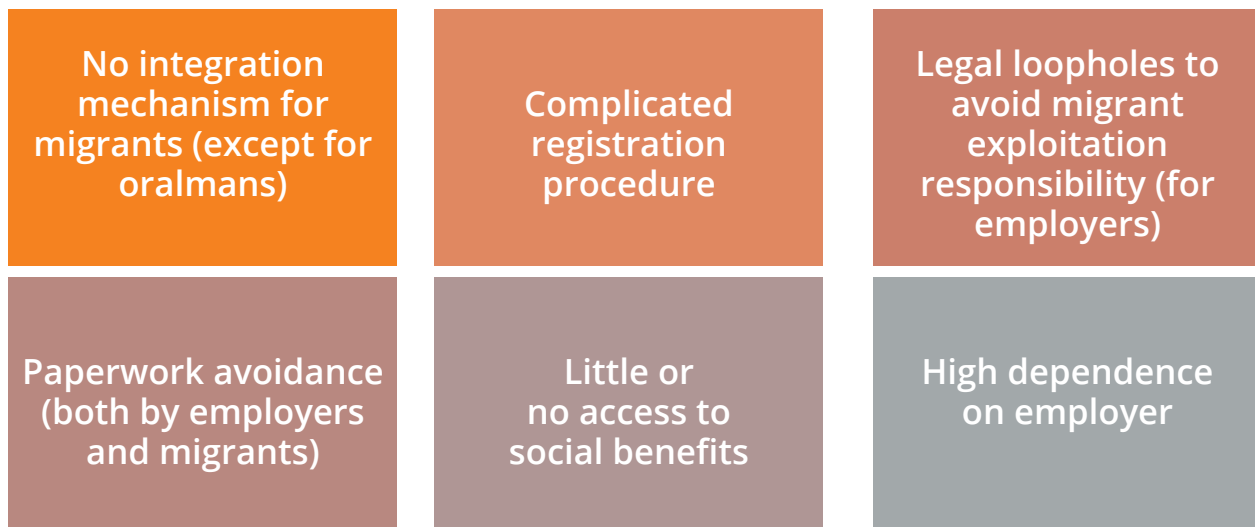 No integration
mechanism for
migrants (except for
oralmans)
Complicated
registration
procedure
Legal loopholes to
avoid migrant
exploitation
responsibility (for
employers)
Paperwork avoidance
(both by employers
and migrants)
Little or
no access to
social benefits
High dependence
on employer